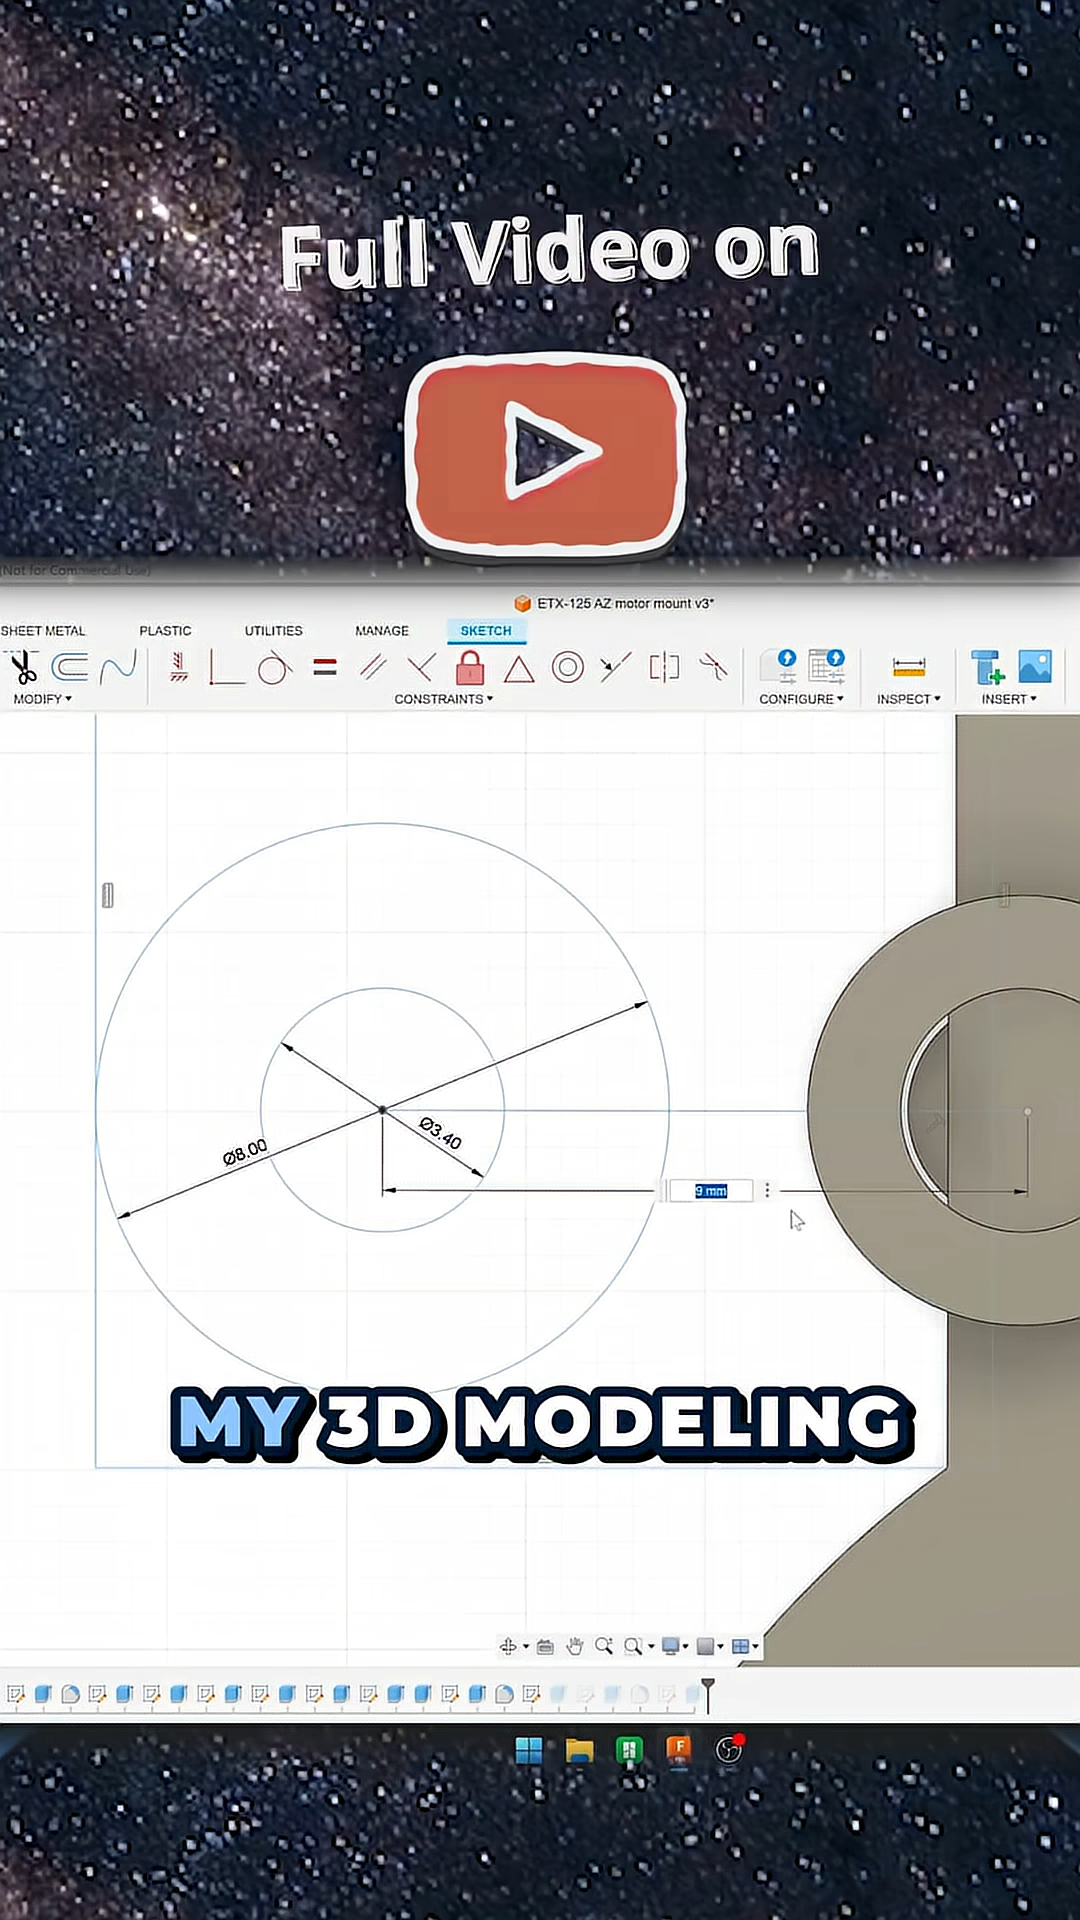 Full Video on
(Not for Commercial Use)
ETX-125 AZ motor mount v3*
SHEET METAL PLASTIC UTILITIES MANAGE SKETCH
MODIFY CONSTRAINTS CONFIGURE INSPECT INSERT
Ø8.00
Ø3.40
9 mm
MY 3D MODELING
F